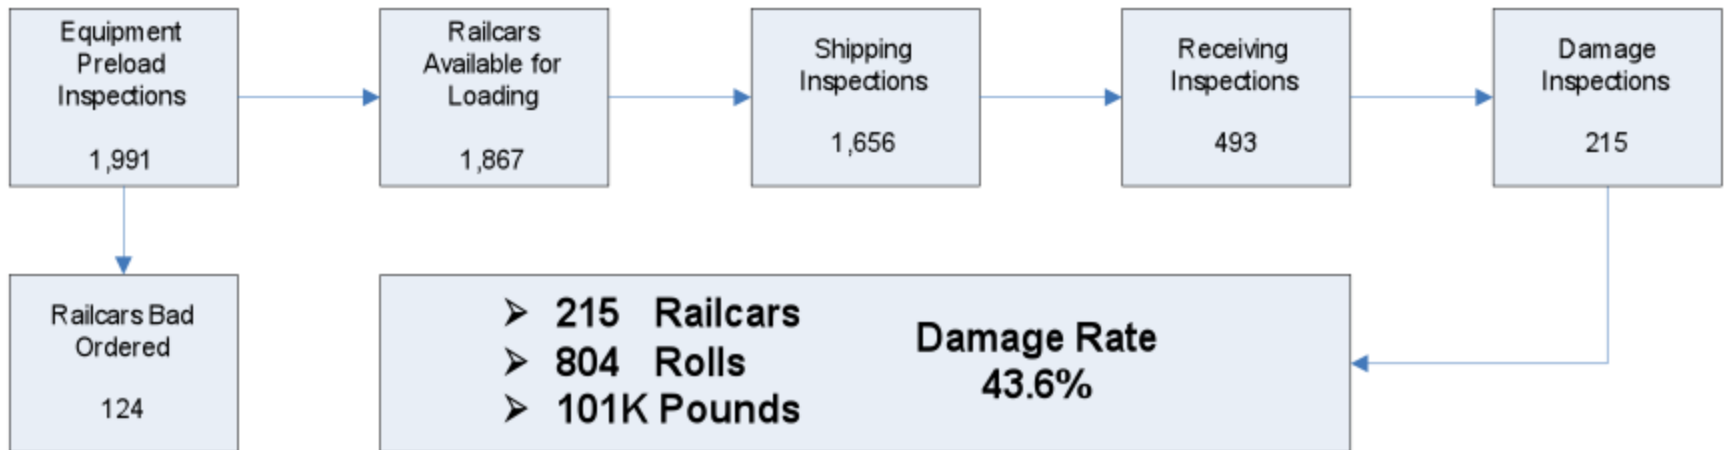 Equipment
Preload
Inspections
1,991
Railcars
Available for
Loading
1,867
Shipping
Inspections
1,656
Receiving
Inspections
493
Damage
Inspections
215
Railcars Bad
Ordered
124
➢ 215 Railcars
➢ 804 Rolls
➢ 101K Pounds
Damage Rate
43.6%